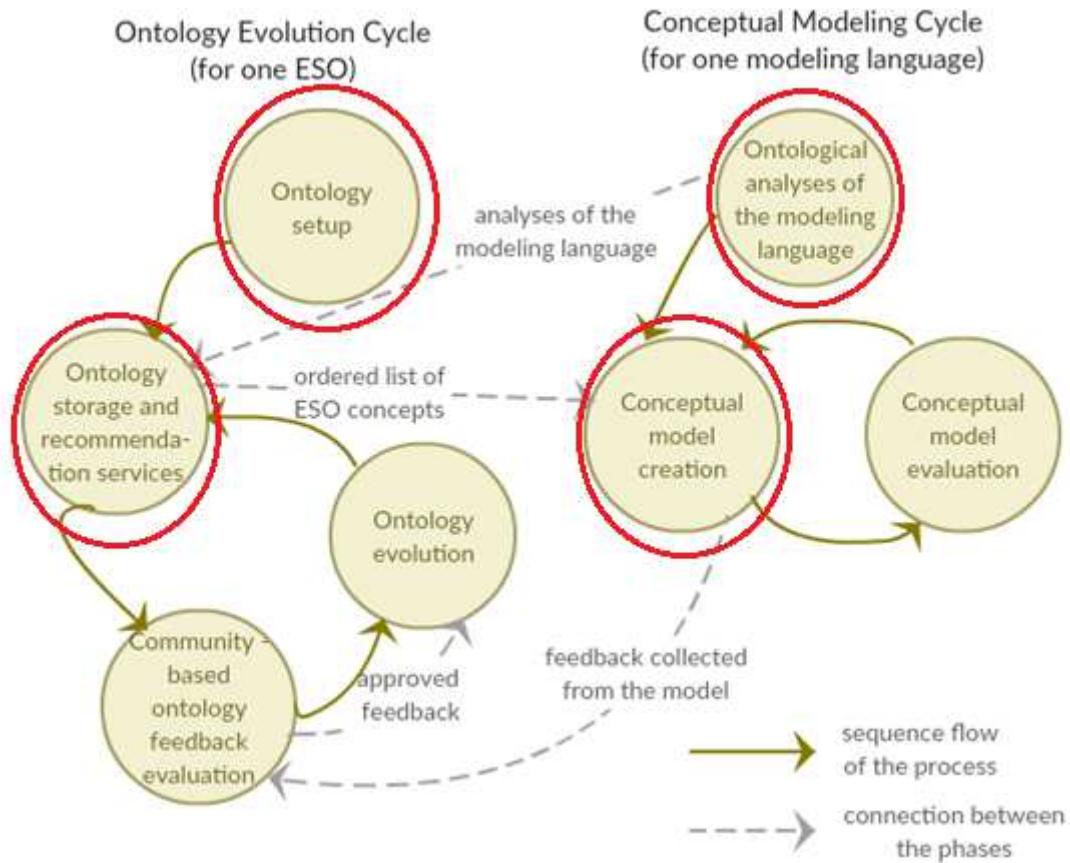 Ontology Evolution Cycle
(for one ESO)
Conceptual Modeling Cycle
(for one modeling language)
Ontology
setup
Ontological
analyses of
the modeling
language
analyses of the
modeling language
Ontology
storage and
recommenda-
tion services
ordered list of
ESO concepts
Conceptual
model
creation
Conceptual
model
evaluation
Ontology
evolution
Community -
based
ontology
feedback
evaluation
approved
feedback
feedback collected
from the model
sequence flow
of the process
connection between
the phases